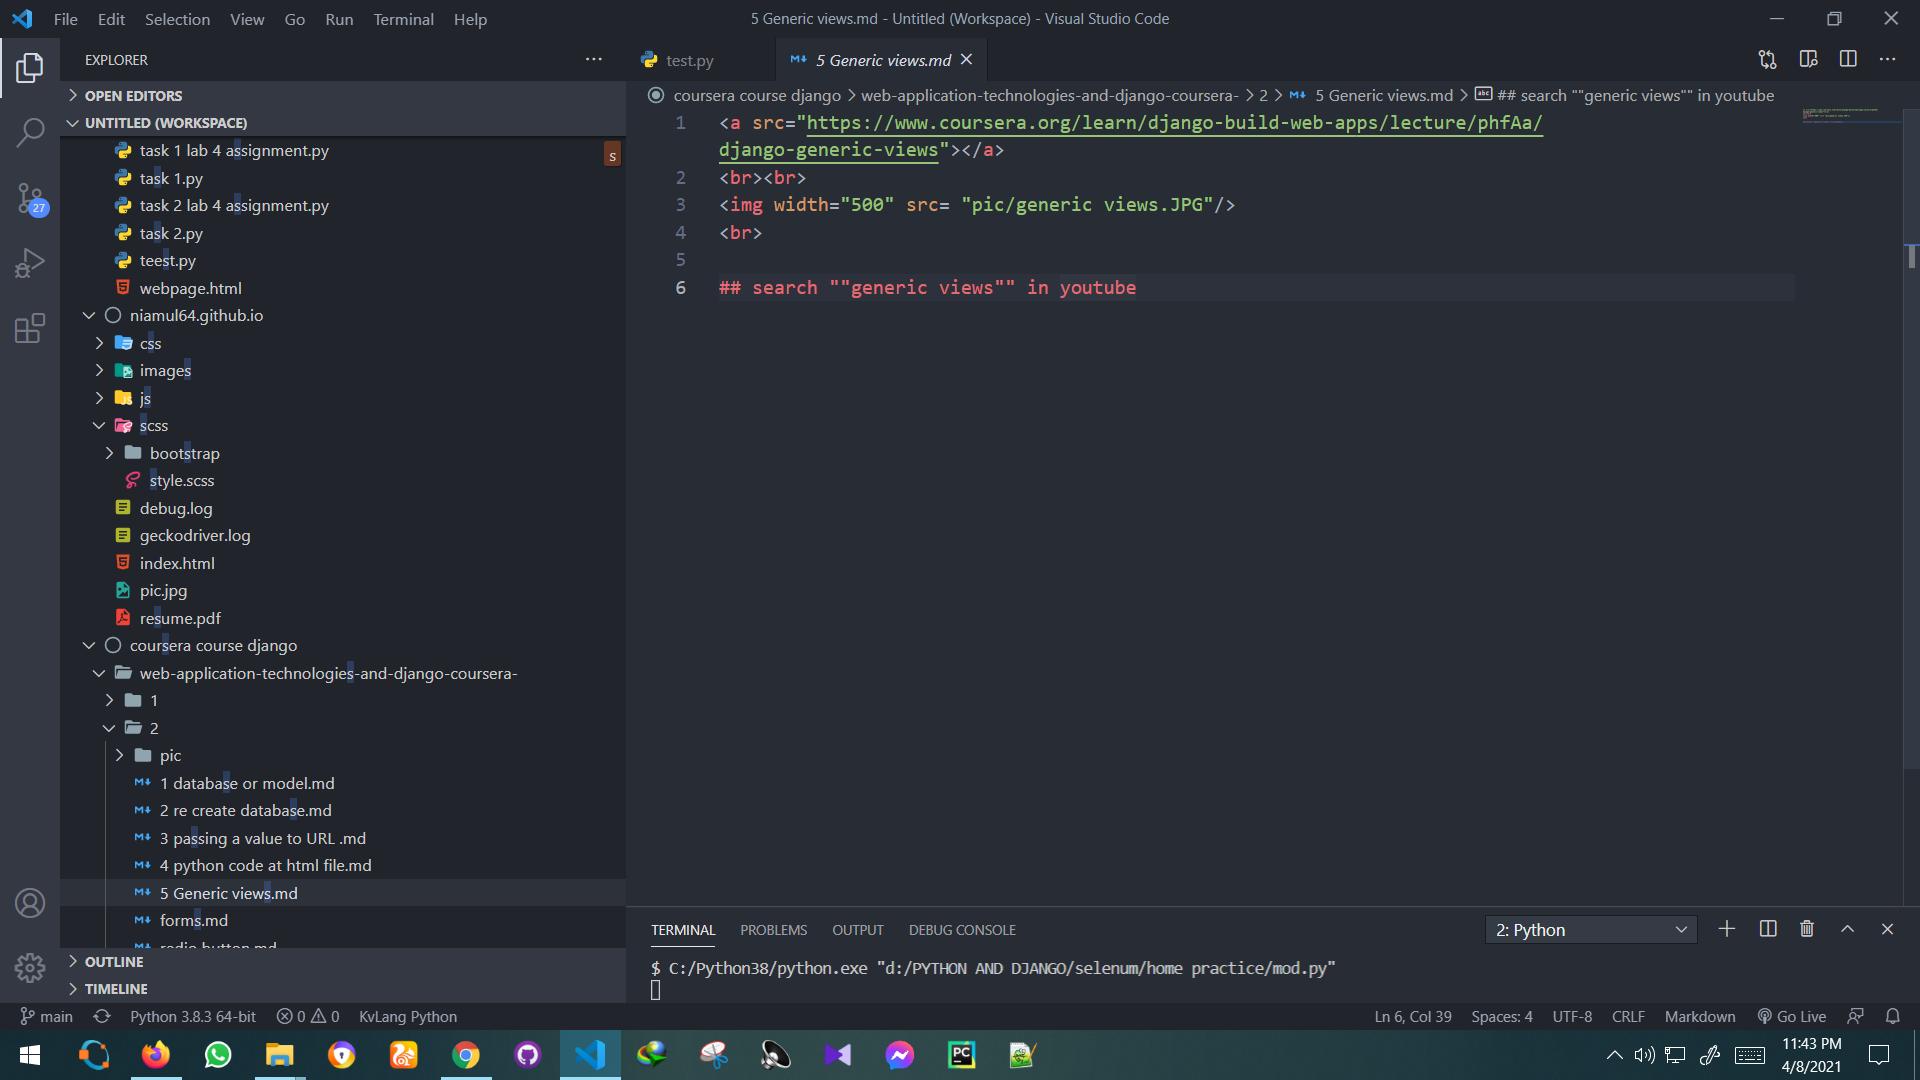 File Edit Selection View Go Run Terminal Help
5 Generic views.md - Untitled (Workspace) - Visual Studio Code
EXPLORER
OPEN EDITORS
UNTITLED (WORKSPACE)
task 1 lab 4 assignment.py
s
task 1.py
task 2 lab 4 assignment.py
task 2.py
teest.py
webpage.html
niamul64.github.io
css
images
js
scss
bootstrap
style.scss
debug.log
geckodriver.log
index.html
pic.jpg
resume.pdf
coursera course django
web-application-technologies-and-django-coursera-
1
2
pic
1 database or model.md
2 re create database.md
3 passing a value to URL .md
4 python code at html file.md
5 Generic views.md
forms.md
radio button.md
OUTLINE
TIMELINE
27
test.py
5 Generic views.md
coursera course django > web-application-technologies-and-django-coursera- > 2 > 5 Generic views.md > ## search ""generic views"" in youtube
1 <a src="https://www.coursera.org/learn/django-build-web-apps/lecture/phfAa/
django-generic-views"></a>
2 <br><br>
3 <img width="500" src= "pic/generic views.JPG"/>
4 <br>
5
6 ## search ""generic views"" in youtube
TERMINAL PROBLEMS OUTPUT DEBUG CONSOLE
2: Python
$ C:/Python38/python.exe "d:/PYTHON AND DJANGO/selenum/home practice/mod.py"
main Python 3.8.3 64-bit 0 0 KvLang Python
Ln 6, Col 39 Spaces: 4 UTF-8 CRLF Markdown Go Live
PC
11:43 PM
4/8/2021